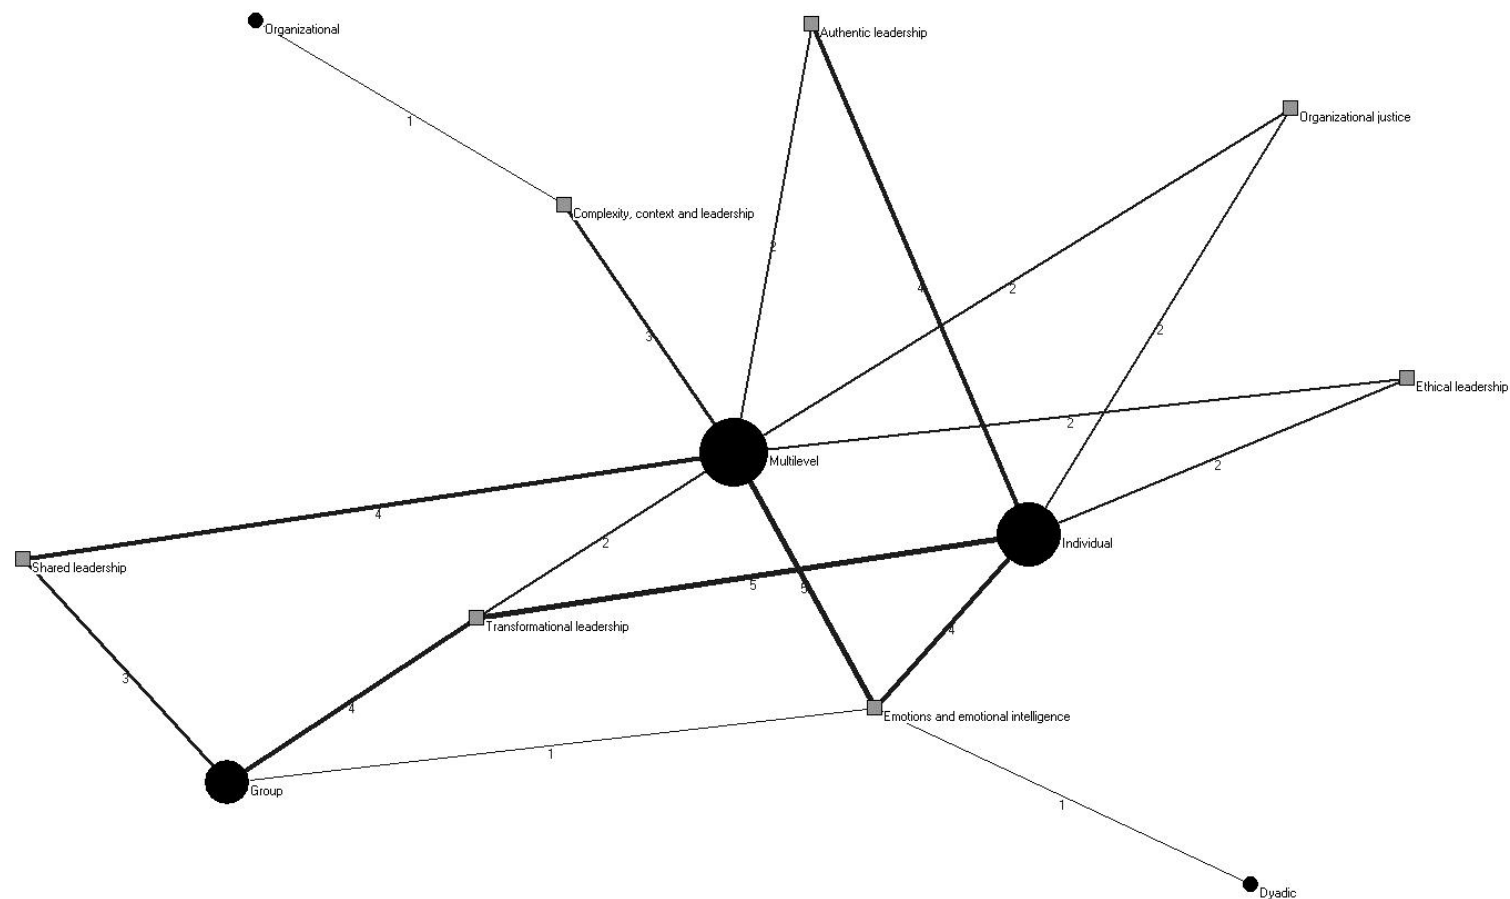 Organizational
Authentic leadership
Organizational justice
1
Complexity, context and leadership
2
4
2
3
2
Ethical leadership
2
Multilevel
2
4
Individual
2
Shared leadership
5
5
Transformational leadership
4
3
4
Emotions and emotional intelligence
1
Group
1
Dyadic